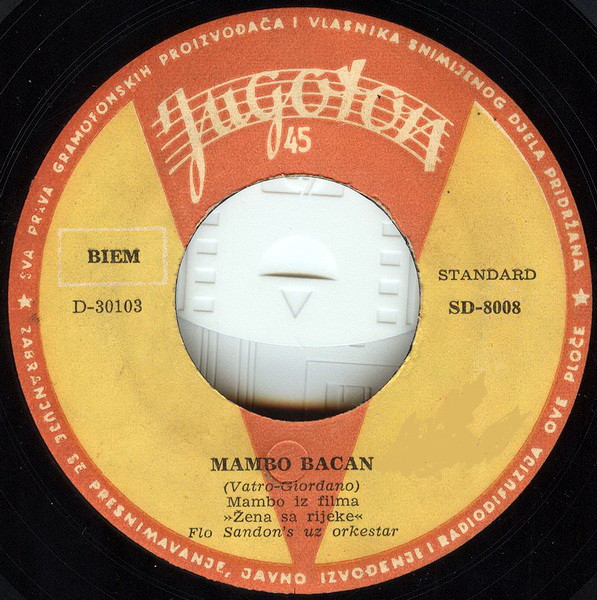 SVA PRAVA GRAMOFONSKIH PROIZVOĐAČA I VLASNIKA SNIMLJENOG DJELA PRIDRŽANA
Jugoton
45
BIEM
D-30103
STANDARD
SD-8008
MAMBO BACAN
(Vatro-Giordano)
Mambo iz filma
»Žena sa rijeke«
Flo Sandon's uz orkestar
ZABRANJUJE SE PRESNIMAVANJE, JAVNO IZVOĐENJE I RADIODIFUZIJA OVE PLOČE